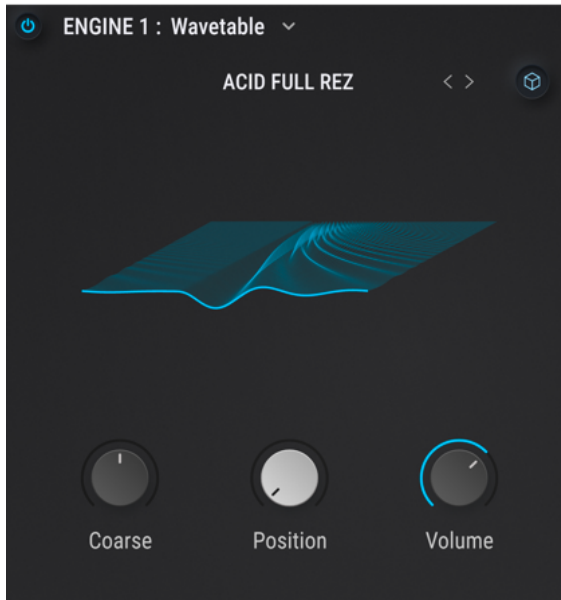 ENGINE 1 : Wavetable
ACID FULL REZ
Coarse Position Volume